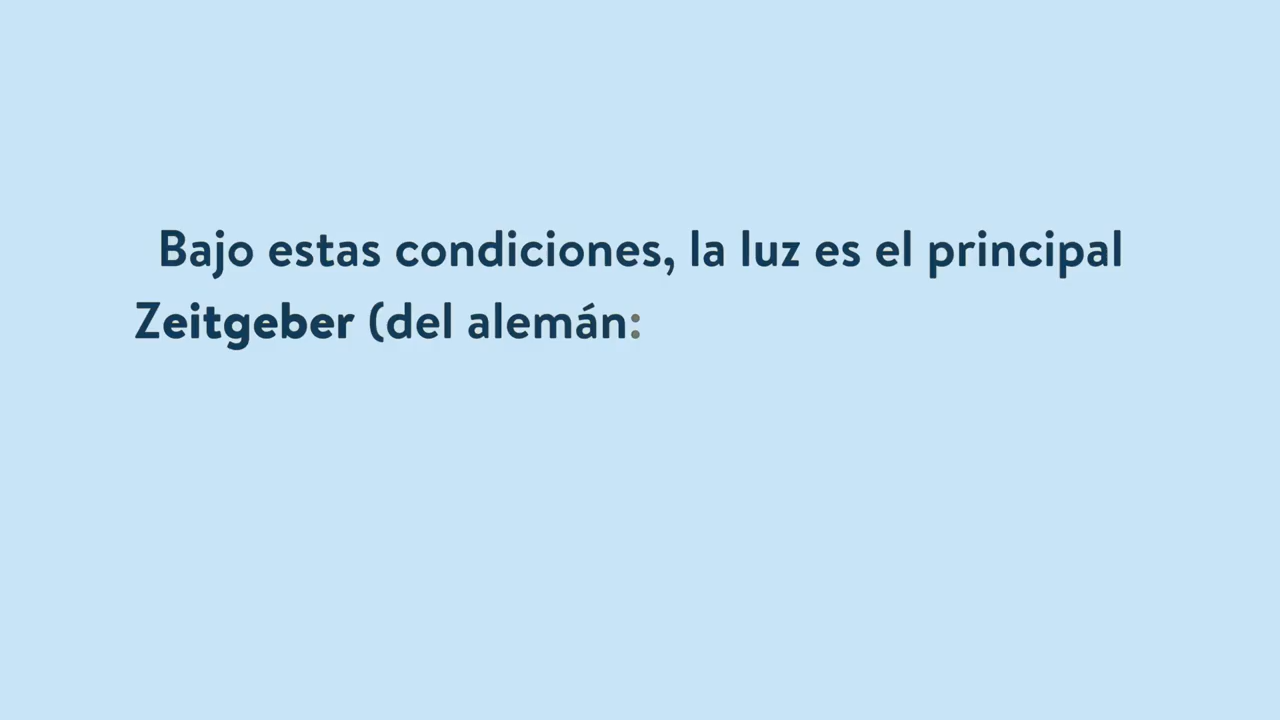 Bajo estas condiciones, la luz es el principal
Zeitgeber (del alemán: